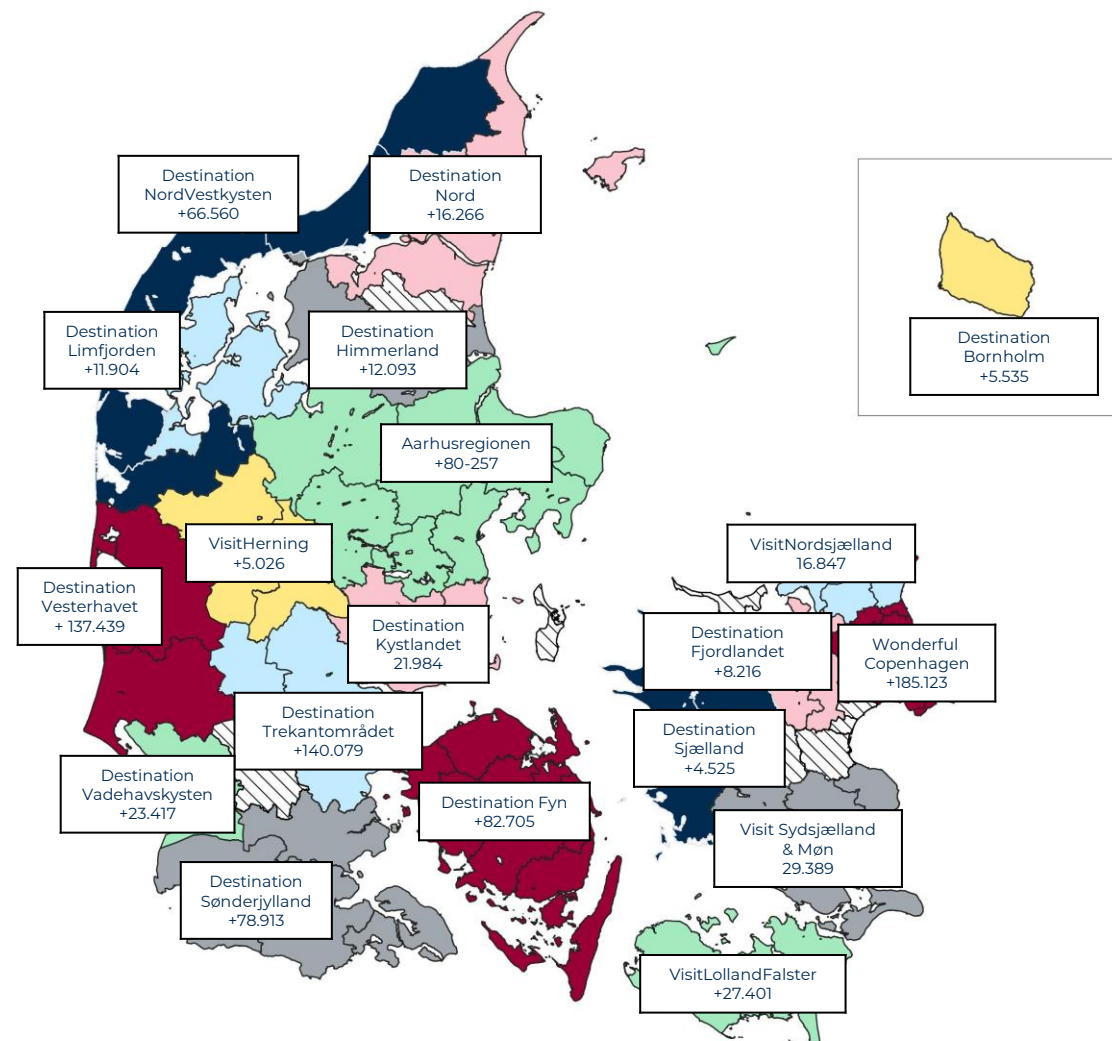 Destination
NordVestkysten
+66.560
Destination
Nord
+16.266
Destination
Limfjorden
+11.904
Destination
Himmerland
+12.093
Destination
Bornholm
+5.535
Aarhusregionen
+80-257
VisitHerning
+5.026
VisitNordsjælland
16.847
Destination
Vesterhavet
+ 137.439
Destination
Kystlandet
21.984
Destination
Fjordlandet
+8.216
Wonderful
Copenhagen
+185.123
Destination
Trekantområdet
+140.079
Destination
Sjælland
+4.525
Destination
Vadehavskysten
+23.417
Destination Fyn
+82.705
Visit Sydsjælland
& Møn
29.389
Destination
Sønderjylland
+78.913
VisitLollandFalster
+27.401